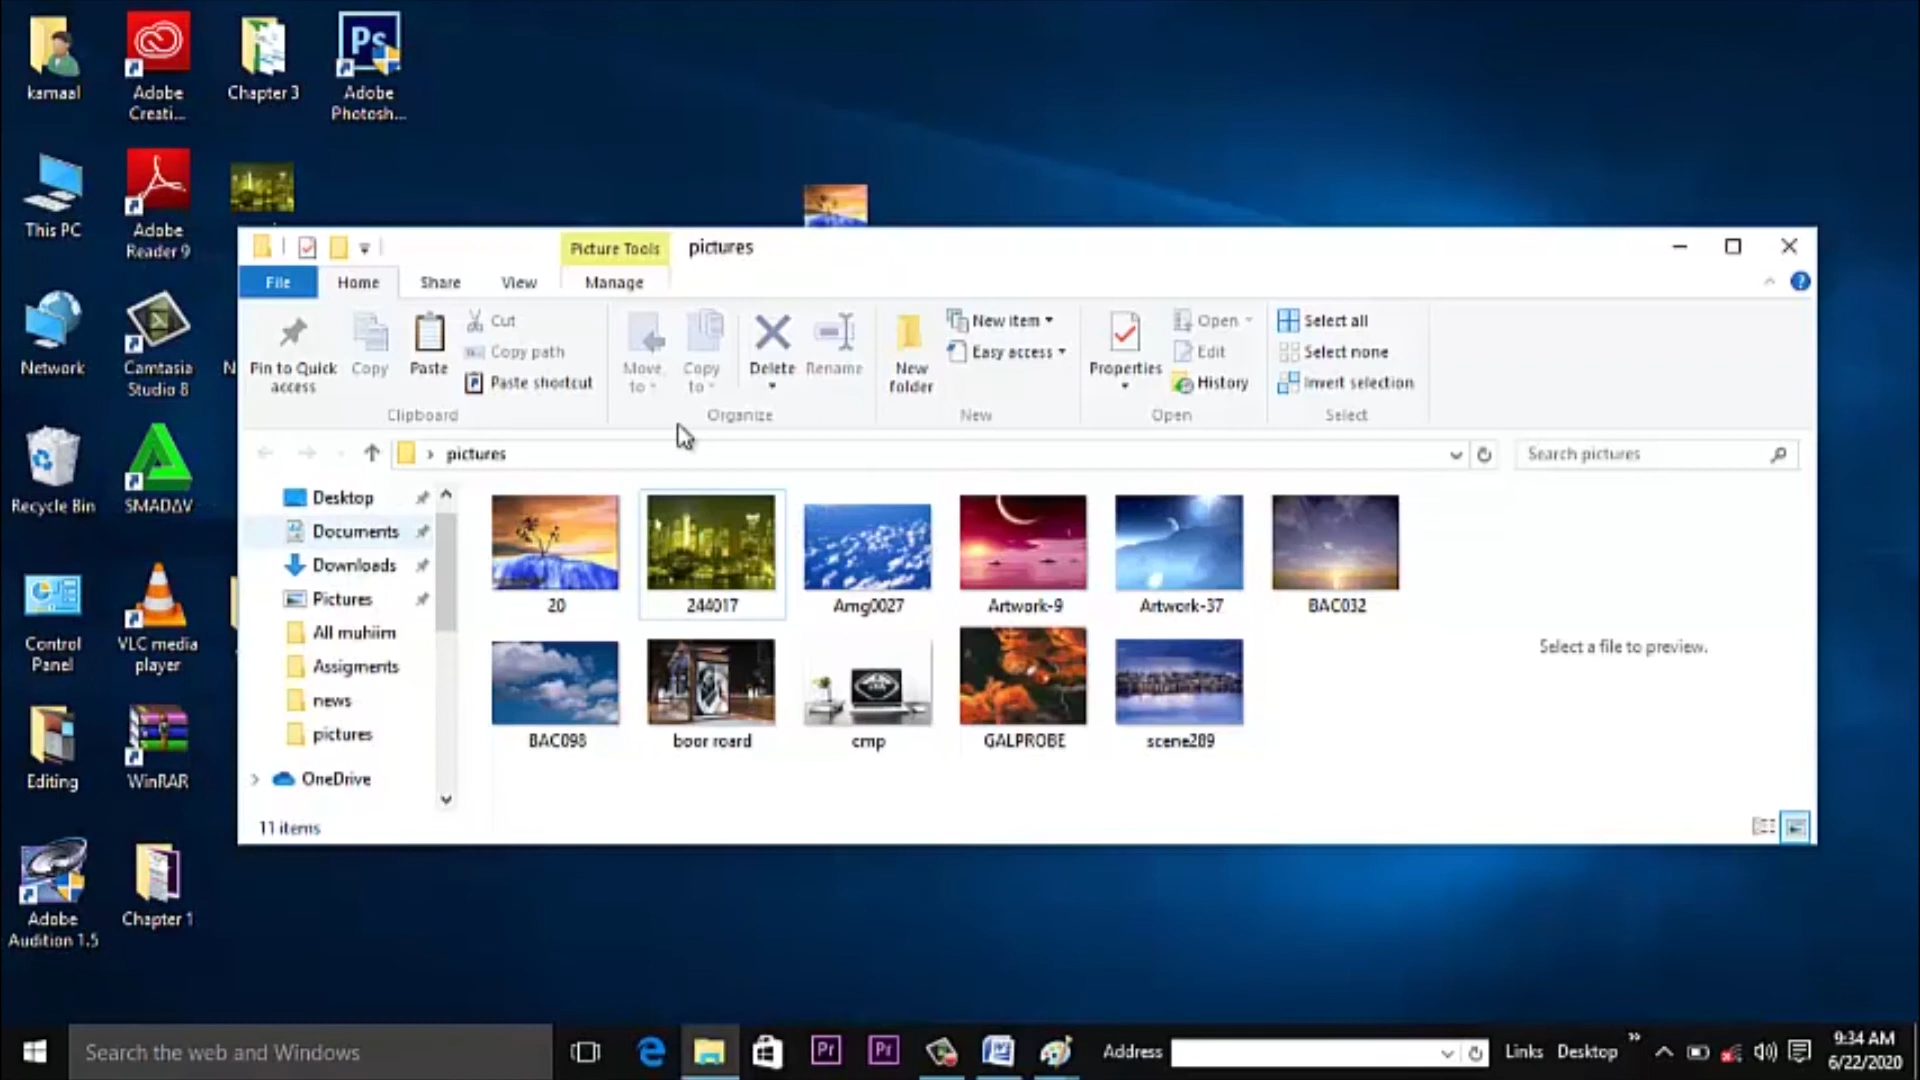 kamaal
Adobe
Creati...
Chapter 3
Ps
Adobe
Photosh...
This PC
Adobe
Reader 9
Network
Camtasia
Studio 8
N
Recycle Bin
SMADAV
Control
Panel
VLC media
player
Editing
WinRAR
Adobe
Audition 1.5
Chapter 1
Picture Tools
pictures
File
Home
Share
View
Manage
Pin to Quick
access
Copy
Paste
Cut
Copy path
Paste shortcut
Clipboard
Move
to
Copy
to
Delete
Rename
Organize
New
folder
New item
Easy access
New
Properties
Open
Edit
History
Open
Select all
Select none
Invert selection
Select
pictures
Search pictures
Desktop
Documents
Downloads
Pictures
All muhiim
Assigments
news
pictures
OneDrive
20
244017
Amg0027
Artwork-9
Artwork-37
BAC032
BAC098
boor roard
cmp
GALPROBE
scene289
Select a file to preview.
11 items
Search the web and Windows
Pr
Pr
Address
Links
Desktop
9:34 AM
6/22/2020